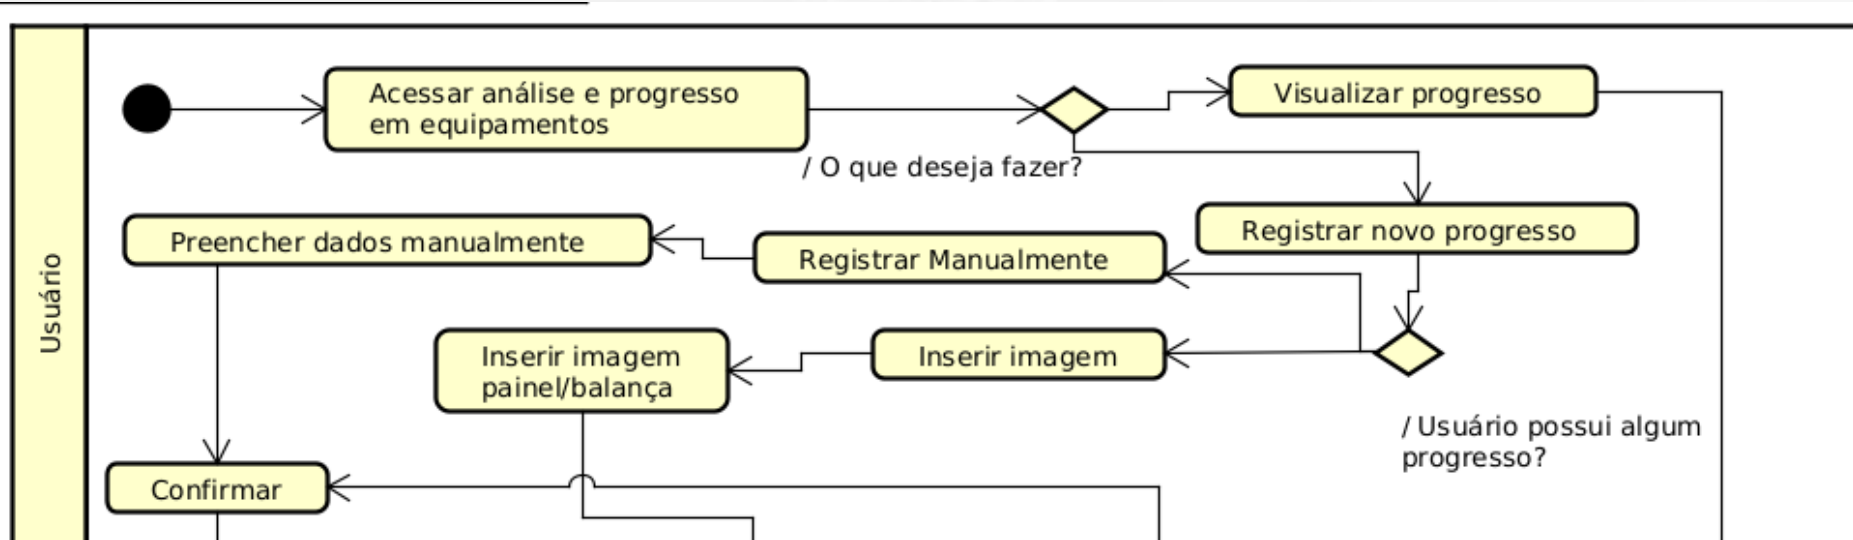 Usuário
Acessar análise e progresso
em equipamentos
Visualizar progresso
/ O que deseja fazer?
Registrar novo progresso
Preencher dados manualmente
Registrar Manualmente
Inserir imagem
painel/balança
Inserir imagem
/ Usuário possui algum
progresso?
Confirmar